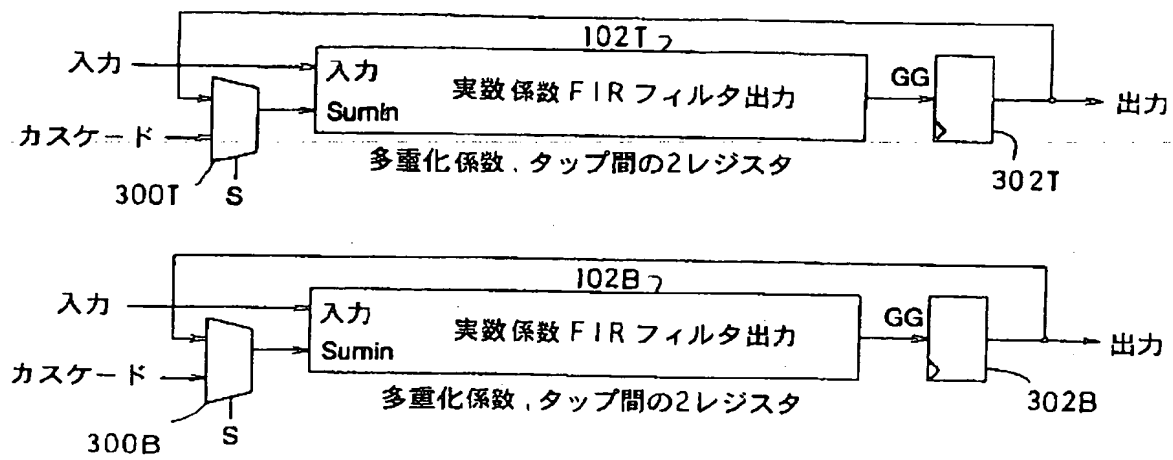 102T
入力
入力
実数係数FIRフィルタ出力
GG
出力
Sumin
カスケード
多重化係数,タップ間の2レジスタ
300T
S
302T
102B
入力
入力
実数係数FIRフィルタ出力
GG
出力
Sumin
カスケード
多重化係数,タップ間の2レジスタ
300B
S
302B